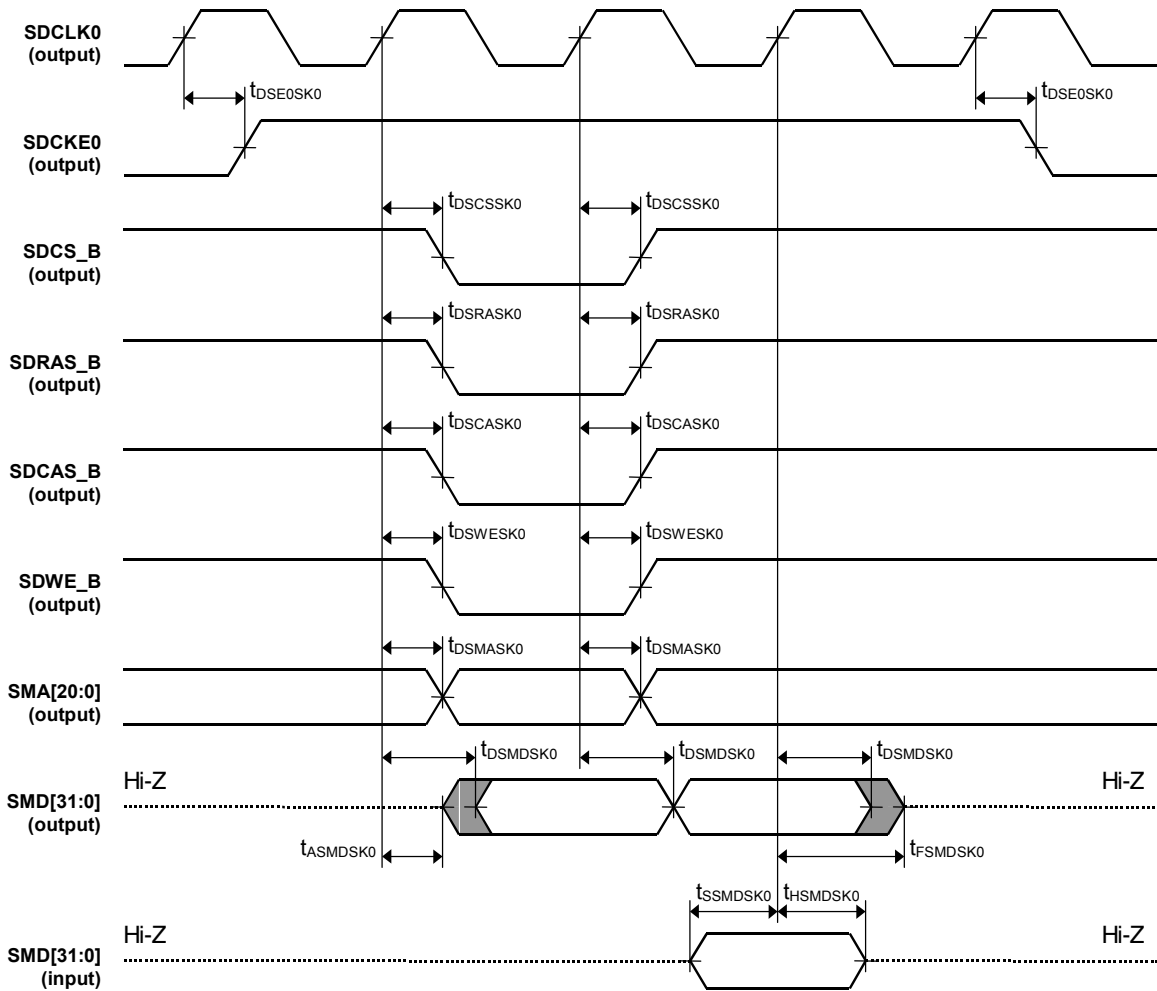 SDCLK0
(output)
tDSE0SK0 tDSE0SK0
SDCKE0
(output)
tDSCSSK0 tDSCSSK0
SDCS_B
(output)
tDSRASK0 tDSRASK0
SDRAS_B
(output)
tDSCASK0 tDSCASK0
SDCAS_B
(output)
tDSWESK0 tDSWESK0
SDWE_B
(output)
tDSMASK0 tDSMASK0
SMA[20:0]
(output)
tDSMDSK0 tDSMDSK0 tDSMDSK0
Hi-Z Hi-Z
SMD[31:0]
(output)
tASMDSK0 tFSMDSK0
tSSMDSK0 tHSMDSK0
Hi-Z Hi-Z
SMD[31:0]
(input)